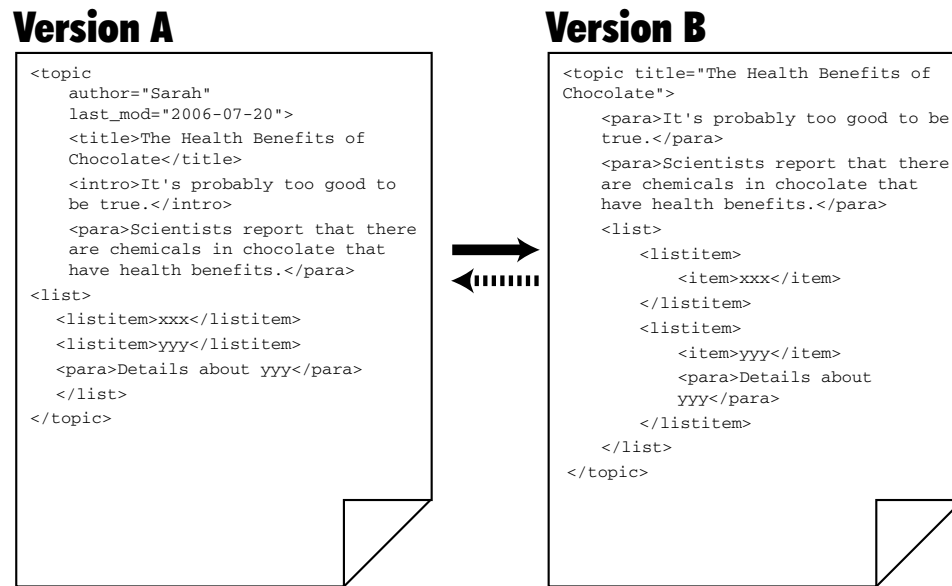 Version A
<topic
author="Sarah"
last_mod="2006-07-20">
<title>The Health Benefits of
Chocolate</title>
<intro>It's probably too good to
be true.</intro>
<para>Scientists report that there
are chemicals in chocolate that
have health benefits.</para>
<list>
<listitem>xxx</listitem>
<listitem>yyy</listitem>
<para>Details about yyy</para>
</list>
</topic>
Version B
<topic title="The Health Benefits of
Chocolate">
<para>It's probably too good to be
true.</para>
<para>Scientists report that there
are chemicals in chocolate that
have health benefits.</para>
<list>
<listitem>
<item>xxx</item>
</listitem>
<listitem>
<item>yyy</item>
<para>Details about
yyy</para>
</listitem>
</list>
</topic>